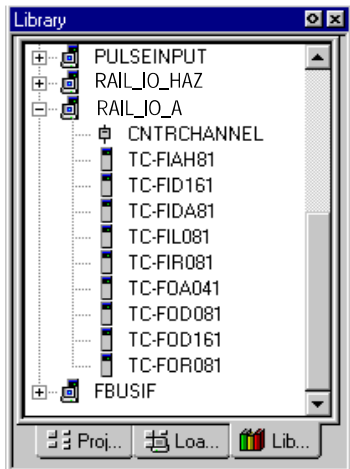 Library
PULSEINPUT
RAIL_IO_HAZ
RAIL_IO_A
CNTRCHANNEL
TC-FIAH81
TC-FID161
TC-FIDA81
TC-FIL081
TC-FIR081
TC-FOA041
TC-FOD081
TC-FOD161
TC-FOR081
FBUSIF
Proj... Loa... Lib...